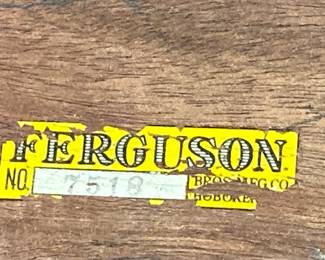 FERGUSON
NO. 7518 BROS. MFG. CO.
HOBOKEN